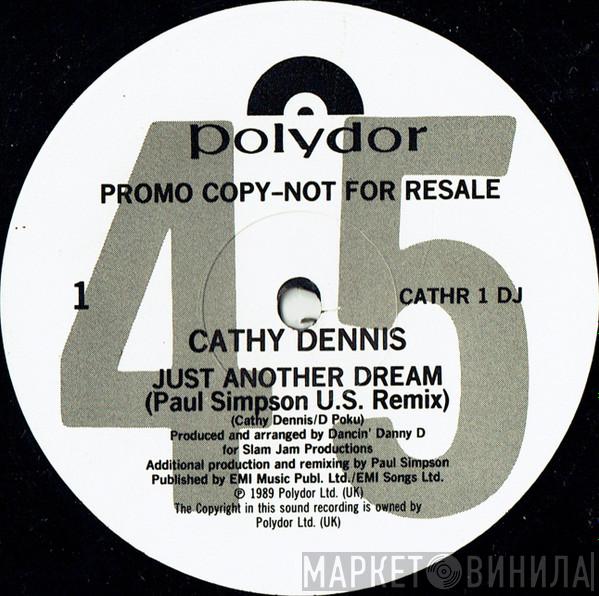 45
polydor
PROMO COPY-NOT FOR RESALE
1
CATHR 1 DJ
CATHY DENNIS
JUST ANOTHER DREAM
(Paul Simpson U.S. Remix)
(Cathy Dennis/D Poku)
Produced and arranged by Dancin' Danny D
for Slam Jam Productions
Additional production and remixing by Paul Simpson
Published by EMI Music Publ. Ltd./EMI Songs Ltd.
℗ 1989 Polydor Ltd. (UK)
The Copyright in this sound recording is owned by
Polydor Ltd. (UK)
МАРКЕТ ВИНИЛА